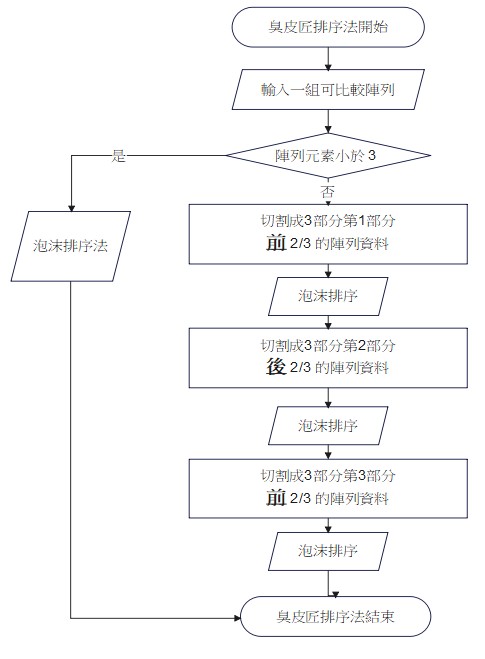 臭皮匠排序法開始
輸入一組可比較陣列
陣列元素小於 3
是
否
泡沫排序法
切割成3部分第1部分
前 2/3 的陣列資料
泡沫排序
切割成3部分第2部分
後 2/3 的陣列資料
泡沫排序
切割成3部分第3部分
前 2/3 的陣列資料
泡沫排序
臭皮匠排序法結束